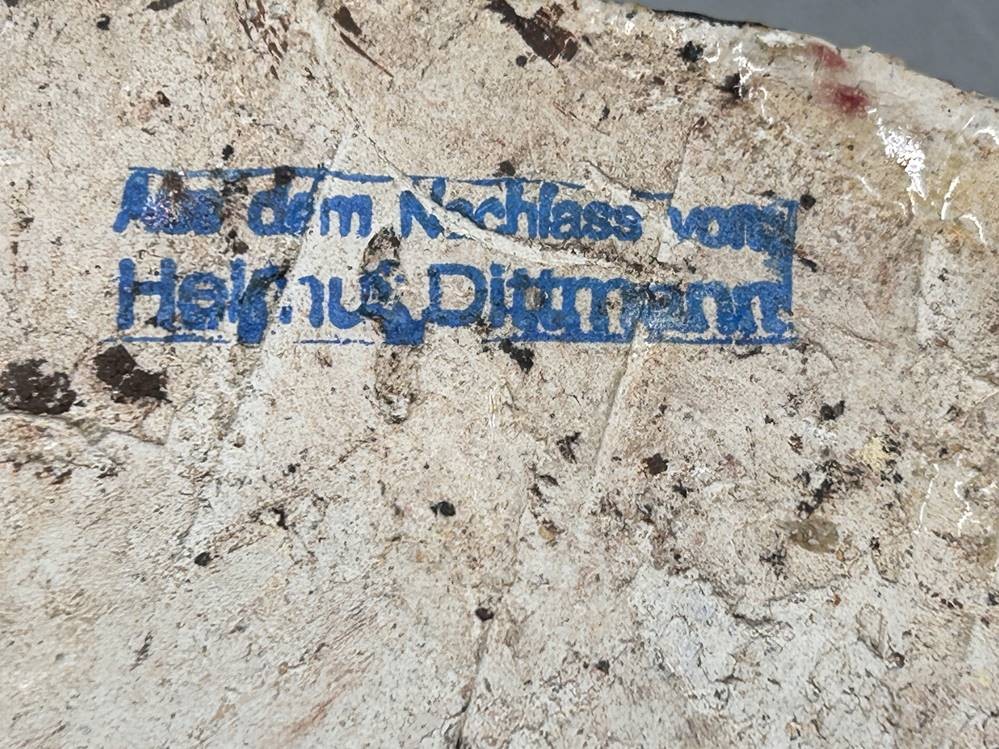 Aus dem Nachlass von
Helmut Dittmann